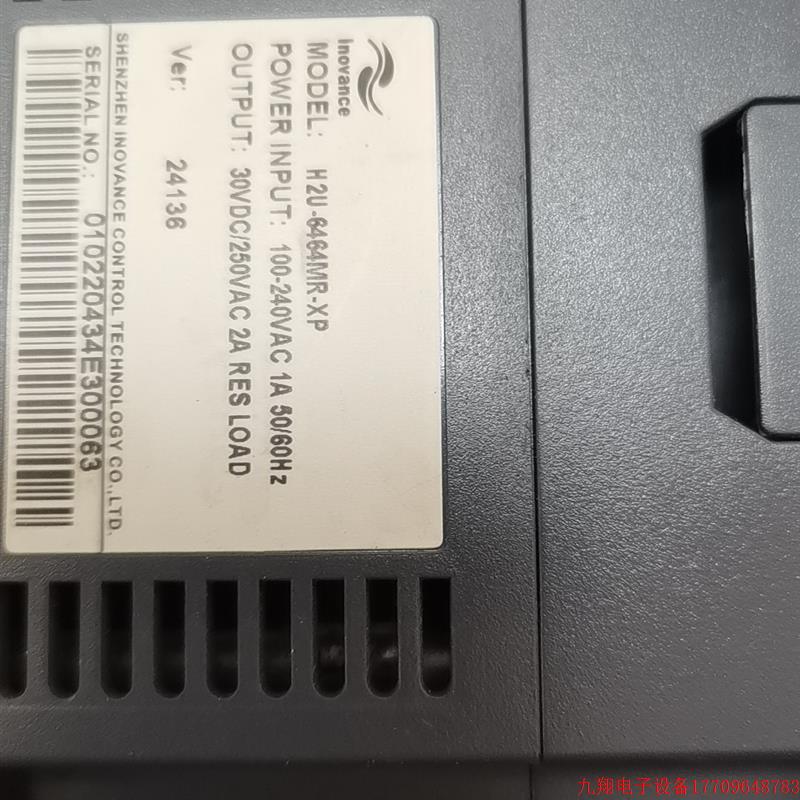 Inovance
MODEL: H2U-6464MR-XP
POWER INPUT: 100-240VAC 1A 50/60Hz
OUTPUT: 30VDC/250VAC 2A RES LOAD
Ver: 24136
SHENZHEN INOVANCE CONTROL TECHNOLOGY CO.,LTD.
SERIAL NO.: 010220434E300063
九翔电子设备17709648783